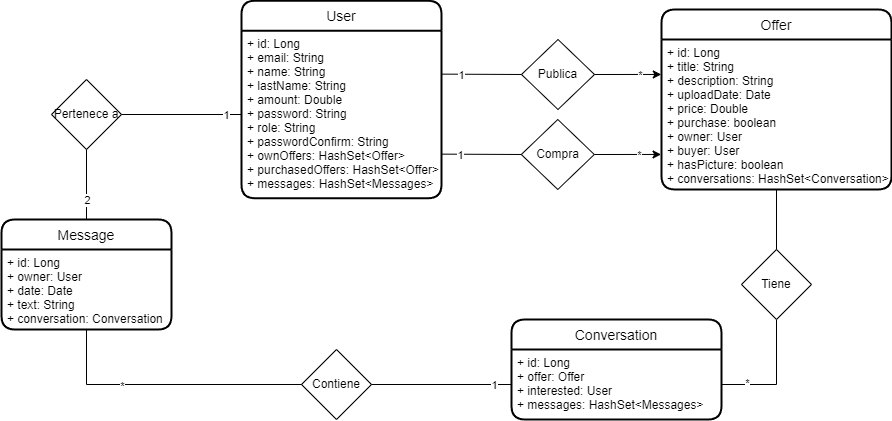 User
+ id: Long
+ email: String
+ name: String
+ lastName: String
+ amount: Double
+ password: String
+ role: String
+ passwordConfirm: String
+ ownOffers: HashSet<Offer>
+ purchasedOffers: HashSet<Offer>
+ messages: HashSet<Messages>
1
Publica
*
1
Compra
*
Offer
+ id: Long
+ title: String
+ description: String
+ uploadDate: Date
+ price: Double
+ purchase: boolean
+ owner: User
+ buyer: User
+ hasPicture: boolean
+ conversations: HashSet<Conversation>
Pertenece a
1
2
Message
+ id: Long
+ owner: User
+ date: Date
+ text: String
+ conversation: Conversation
Tiene
*
Contiene
*
1
Conversation
+ id: Long
+ offer: Offer
+ interested: User
+ messages: HashSet<Messages>